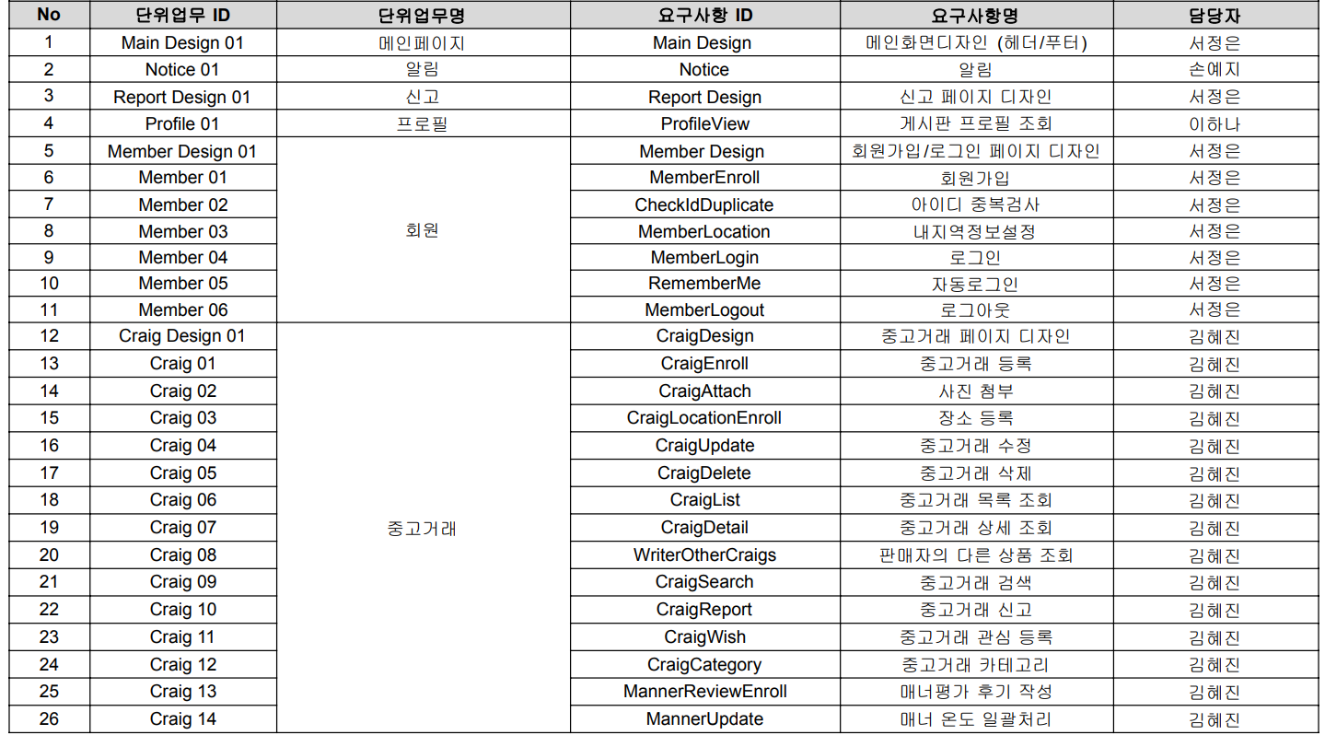 No 단위업무 ID 단위업무명 요구사항 ID 요구사항명 담당자
1 Main Design 01 메인페이지 Main Design 메인화면디자인 (헤더/푸터) 서정은
2 Notice 01 알림 Notice 알림 손예지
3 Report Design 01 신고 Report Design 신고 페이지 디자인 서정은
4 Profile 01 프로필 ProfileView 게시판 프로필 조회 이하나
5 Member Design 01 Member Design 회원가입/로그인 페이지 디자인 서정은
6 Member 01 MemberEnroll 회원가입 서정은
7 Member 02 CheckIdDuplicate 아이디 중복검사 서정은
8 Member 03 회원 MemberLocation 내지역정보설정 서정은
9 Member 04 MemberLogin 로그인 서정은
10 Member 05 RememberMe 자동로그인 서정은
11 Member 06 MemberLogout 로그아웃 서정은
12 Craig Design 01 CraigDesign 중고거래 페이지 디자인 김혜진
13 Craig 01 CraigEnroll 중고거래 등록 김혜진
14 Craig 02 CraigAttach 사진 첨부 김혜진
15 Craig 03 CraigLocationEnroll 장소 등록 김혜진
16 Craig 04 CraigUpdate 중고거래 수정 김혜진
17 Craig 05 CraigDelete 중고거래 삭제 김혜진
18 Craig 06 CraigList 중고거래 목록 조회 김혜진
19 Craig 07 중고거래 CraigDetail 중고거래 상세 조회 김혜진
20 Craig 08 WriterOtherCraigs 판매자의 다른 상품 조회 김혜진
21 Craig 09 CraigSearch 중고거래 검색 김혜진
22 Craig 10 CraigReport 중고거래 신고 김혜진
23 Craig 11 CraigWish 중고거래 관심 등록 김혜진
24 Craig 12 CraigCategory 중고거래 카테고리 김혜진
25 Craig 13 MannerReviewEnroll 매너평가 후기 작성 김혜진
26 Craig 14 MannerUpdate 매너 온도 일괄처리 김혜진